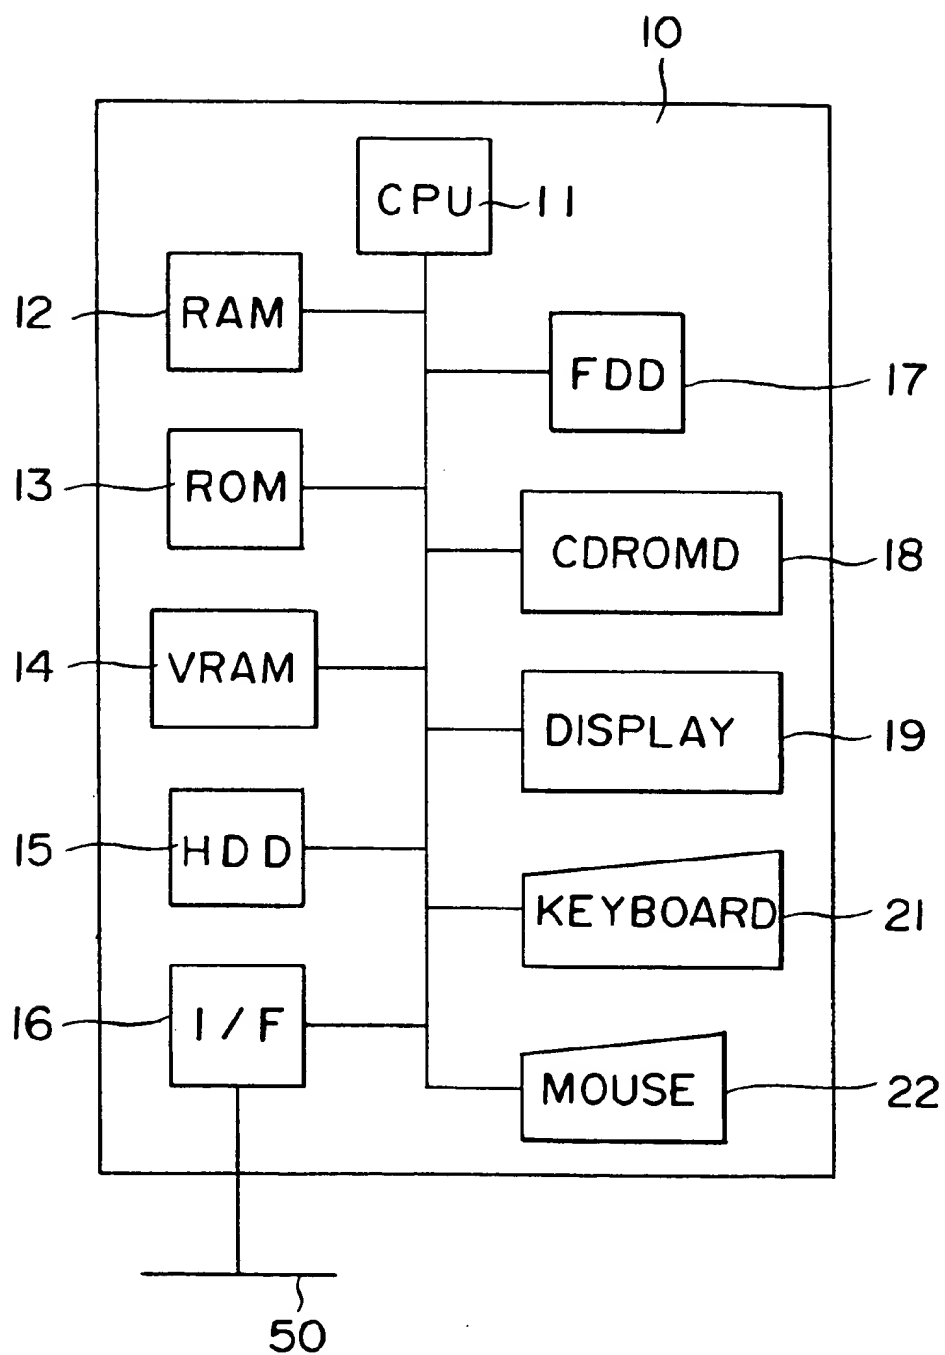 10
CPU 11
12 RAM
FDD 17
13 ROM
CDROMD 18
14 VRAM
DISPLAY 19
15 HDD
KEYBOARD 21
16 I/F
MOUSE 22
50